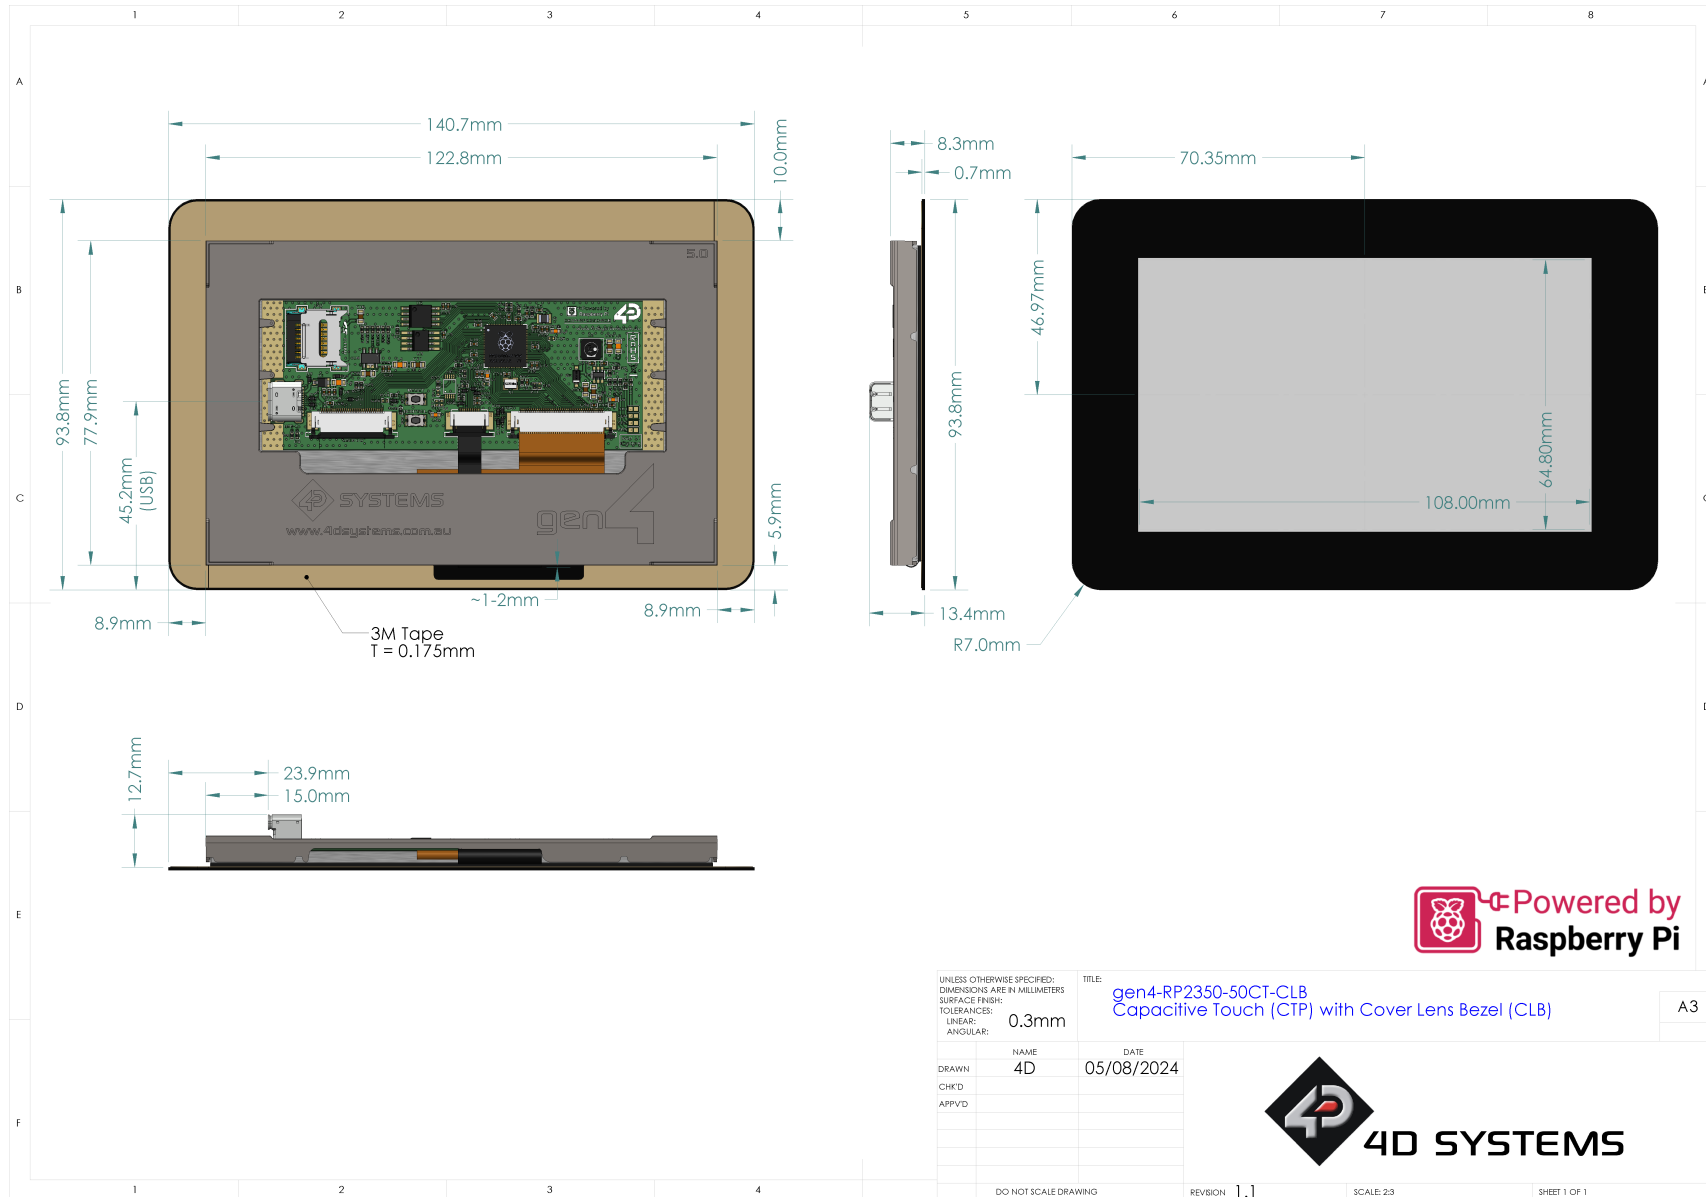 1 2 3 4 5 6 7 8
A
B
C
D
E
F
A
B
140.7mm
122.8mm
10.0mm
93.8mm
77.9mm
45.2mm
(USB)
5.0
4D SYSTEMS
www.4dsystems.com.au
gen4
5.9mm
~1-2mm
8.9mm
8.9mm
3M Tape
T = 0.175mm
8.3mm
0.7mm
93.8mm
13.4mm
70.35mm
46.97mm
64.80mm
108.00mm
R7.0mm
12.7mm
23.9mm
15.0mm
Powered by
Raspberry Pi
UNLESS OTHERWISE SPECIFIED:
DIMENSIONS ARE IN MILLIMETERS
SURFACE FINISH:
TOLERANCES:
LINEAR:
ANGULAR:
0.3mm
TITLE:
gen4-RP2350-50CT-CLB
Capacitive Touch (CTP) with Cover Lens Bezel (CLB)
A3
NAME DATE
DRAWN 4D 05/08/2024
CHK'D
APPV'D
4D SYSTEMS
DO NOT SCALE DRAWING
REVISION 1.1
SCALE: 2:3
SHEET 1 OF 1
1 2 3 4